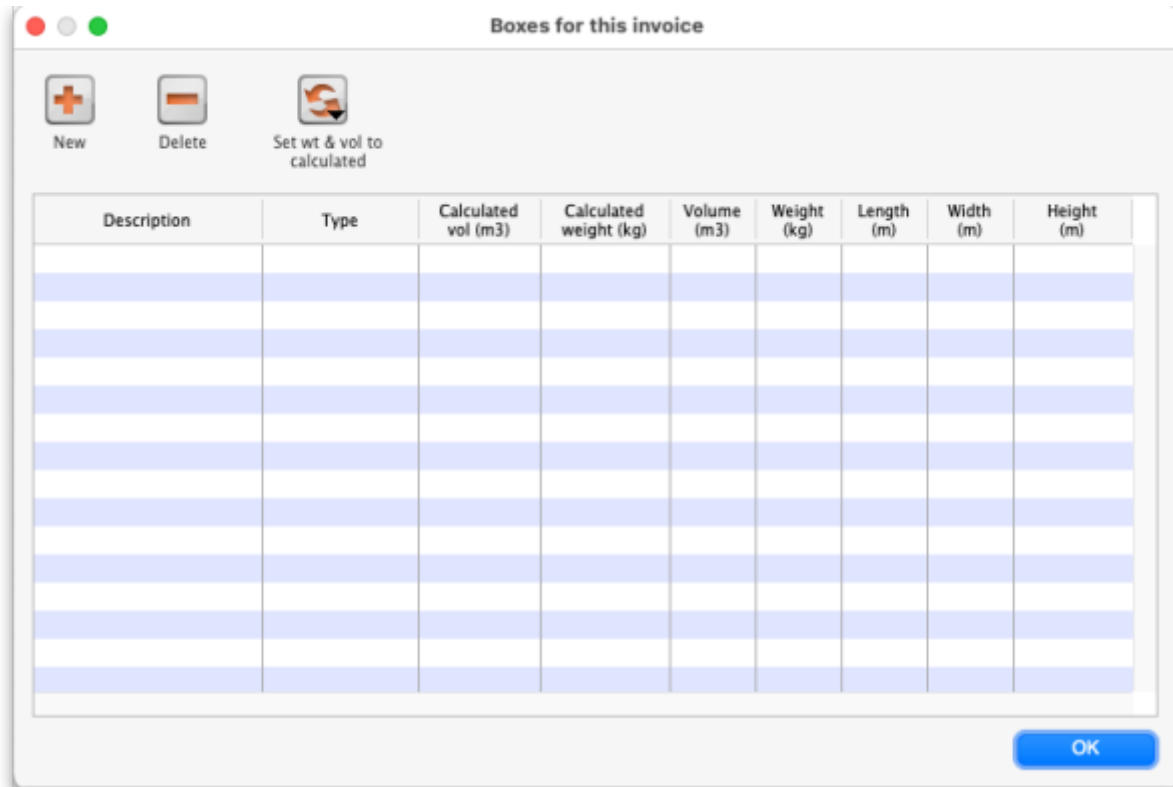 Boxes for this invoice
New
Delete
Set wt & vol to
calculated
Description
Type
Calculated
vol (m3)
Calculated
weight (kg)
Volume
(m3)
Weight
(kg)
Length
(m)
Width
(m)
Height
(m)
OK